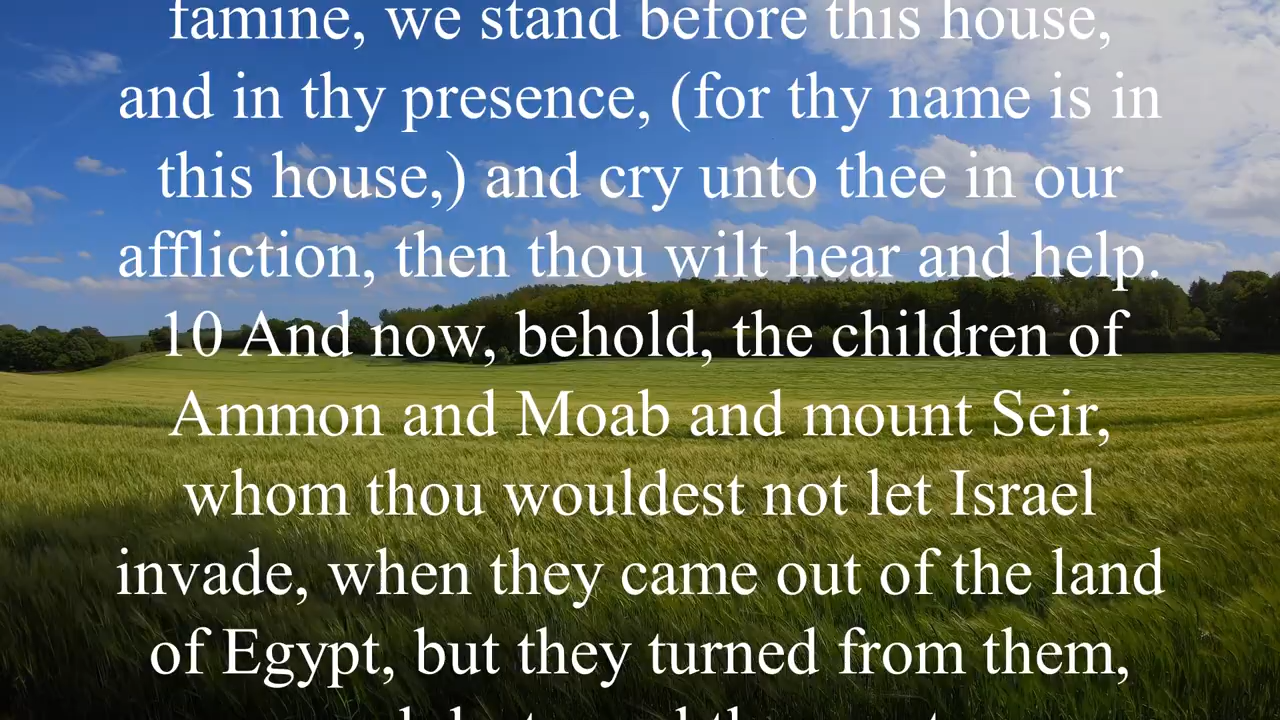 famine, we stand before this house,
and in thy presence, (for thy name is in
this house,) and cry unto thee in our
affliction, then thou wilt hear and help.
10 And now, behold, the children of
Ammon and Moab and mount Seir,
whom thou wouldest not let Israel
invade, when they came out of the land
of Egypt, but they turned from them,